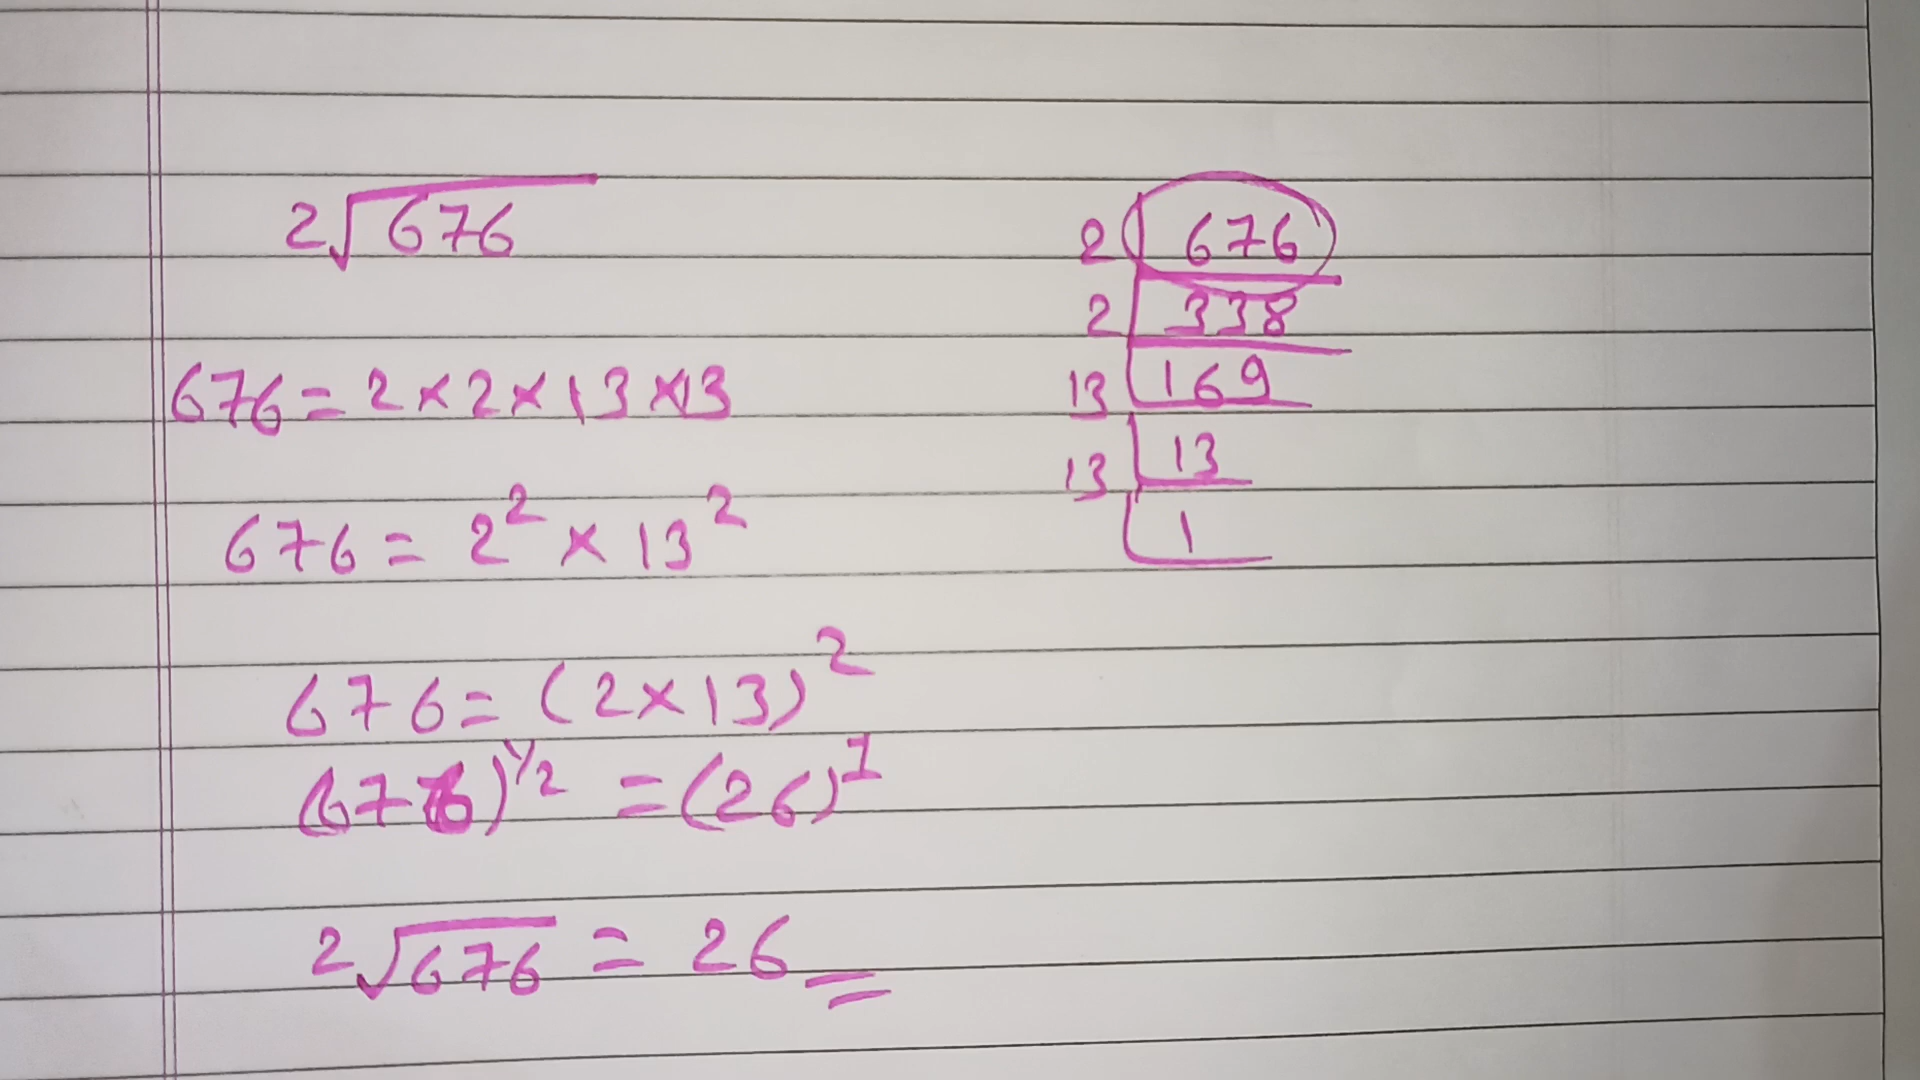 2√676
676 = 2 × 2 × 13 × 13
676 = 2² × 13²
676 = (2 × 13)²
(676)^1/2 = (26)^1
2√676 = 26
2 | 676
2 | 338
13 | 169
13 | 13
| 1